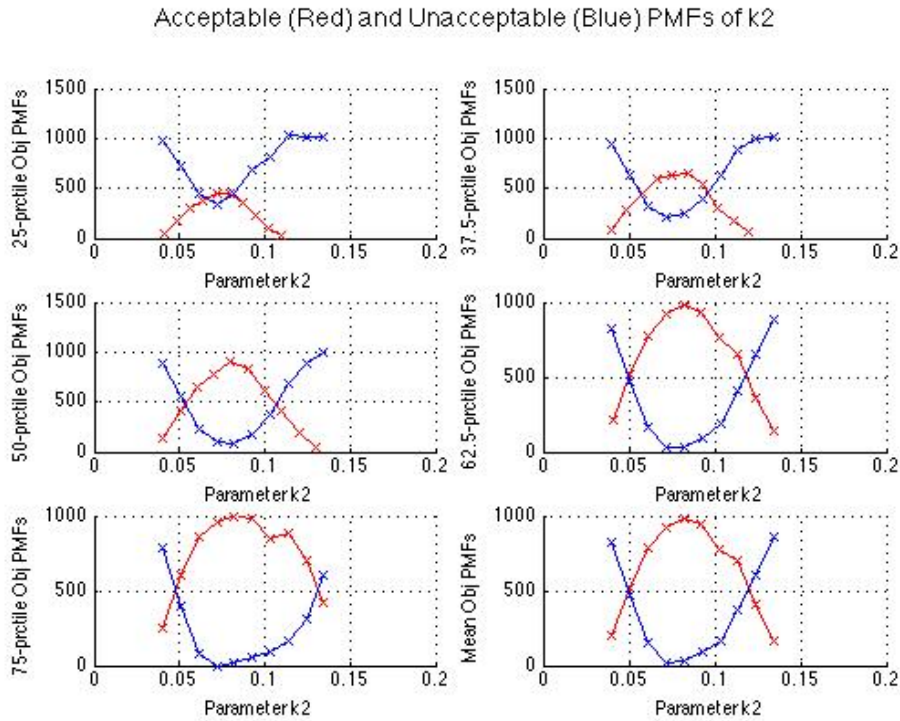 Acceptable (Red) and Unacceptable (Blue) PMFs of k2
25-prctile Obj PMFs
1500
1000
500
0
0 0.05 0.1 0.15 0.2
Parameter k2
37.5-prctile Obj PMFs
1500
1000
500
0
0 0.05 0.1 0.15 0.2
Parameter k2
50-prctile Obj PMFs
1500
1000
500
0
0 0.05 0.1 0.15 0.2
Parameter k2
62.5-prctile Obj PMFs
1000
500
0
0 0.05 0.1 0.15 0.2
Parameter k2
75-prctile Obj PMFs
1000
500
0
0 0.05 0.1 0.15 0.2
Parameter k2
Mean Obj PMFs
1000
500
0
0 0.05 0.1 0.15 0.2
Parameter k2